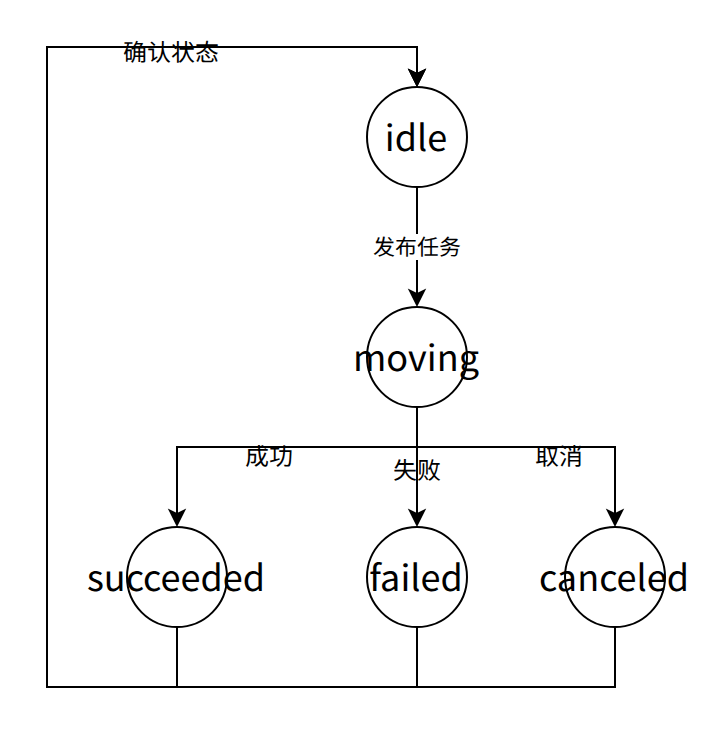 确认状态
idle
发布任务
moving
成功
失败
取消
succeeded
failed
canceled